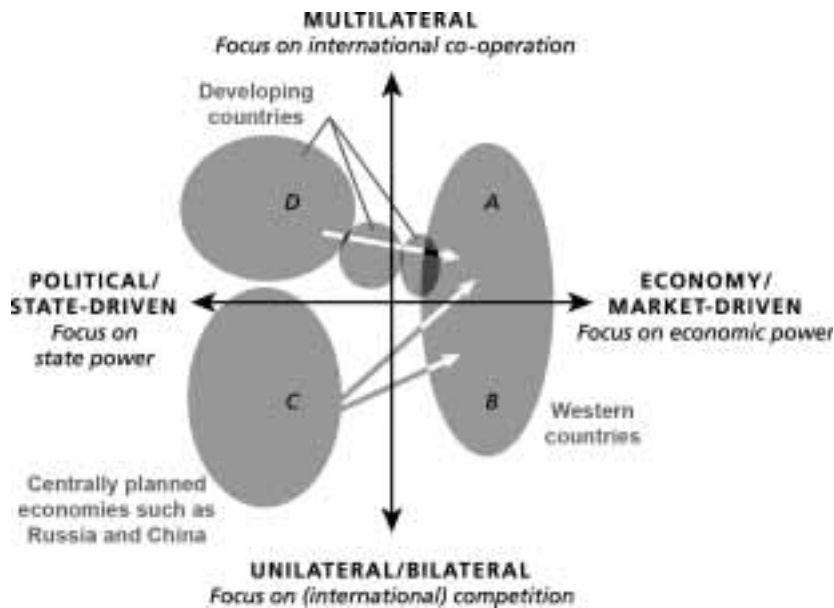 MULTILATERAL
Focus on international co-operation
Developing
countries
D
A
POLITICAL/
STATE-DRIVEN
Focus on
state power
ECONOMY/
MARKET-DRIVEN
Focus on economic power
C
B
Western
countries
Centrally planned
economies such as
Russia and China
UNILATERAL/BILATERAL
Focus on (international) competition